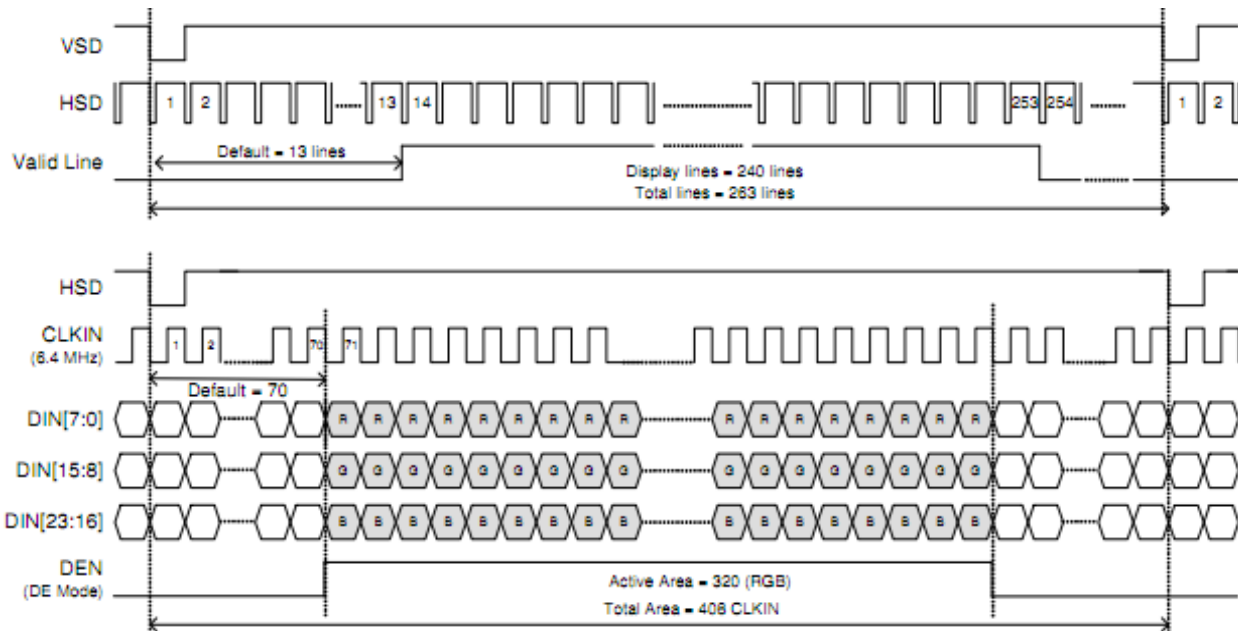 VSD
HSD 1 2 13 14 253 254 1 2
Valid Line
Default = 13 lines
Display lines = 240 lines
Total lines = 263 lines
HSD
CLKIN 1 2 70 71
(6.4 MHz)
Default = 70
DIN[7:0] R R R R R R R R R R R R R R R R R
DIN[15:8] G G G G G G G G G G G G G G G G G
DIN[23:16] B B B B B B B B B B B B B B B B B
DEN
(DE Mode)
Active Area = 320 (RGB)
Total Area = 408 CLKIN